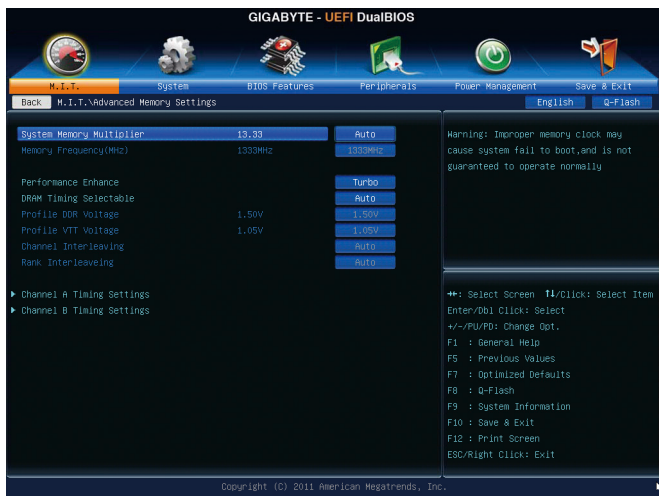 GIGABYTE - UEFI DualBIOS
M.I.T. System BIOS Features Peripherals Power Management Save & Exit
Back M.I.T.\Advanced Memory Settings English Q-Flash
System Memory Multiplier 13.33 Auto
Memory Frequency(MHz) 1333MHz 1333MHz
Performance Enhance Turbo
DRAM Timing Selectable Auto
Profile DDR Voltage 1.50V 1.50V
Profile VTT Voltage 1.05V 1.05V
Channel Interleaving Auto
Rank Interleaveing Auto
Channel A Timing Settings
Channel B Timing Settings
Warning: Improper memory clock may
cause system fail to boot,and is not
guaranteed to operate normally
↔: Select Screen ↑↓/Click: Select Item
Enter/Dbl Click: Select
+/-/PU/PD: Change Opt.
F1 : General Help
F5 : Previous Values
F7 : Optimized Defaults
F8 : Q-Flash
F9 : System Information
F10 : Save & Exit
F12 : Print Screen
ESC/Right Click: Exit
Copyright (C) 2011 American Megatrends, Inc.